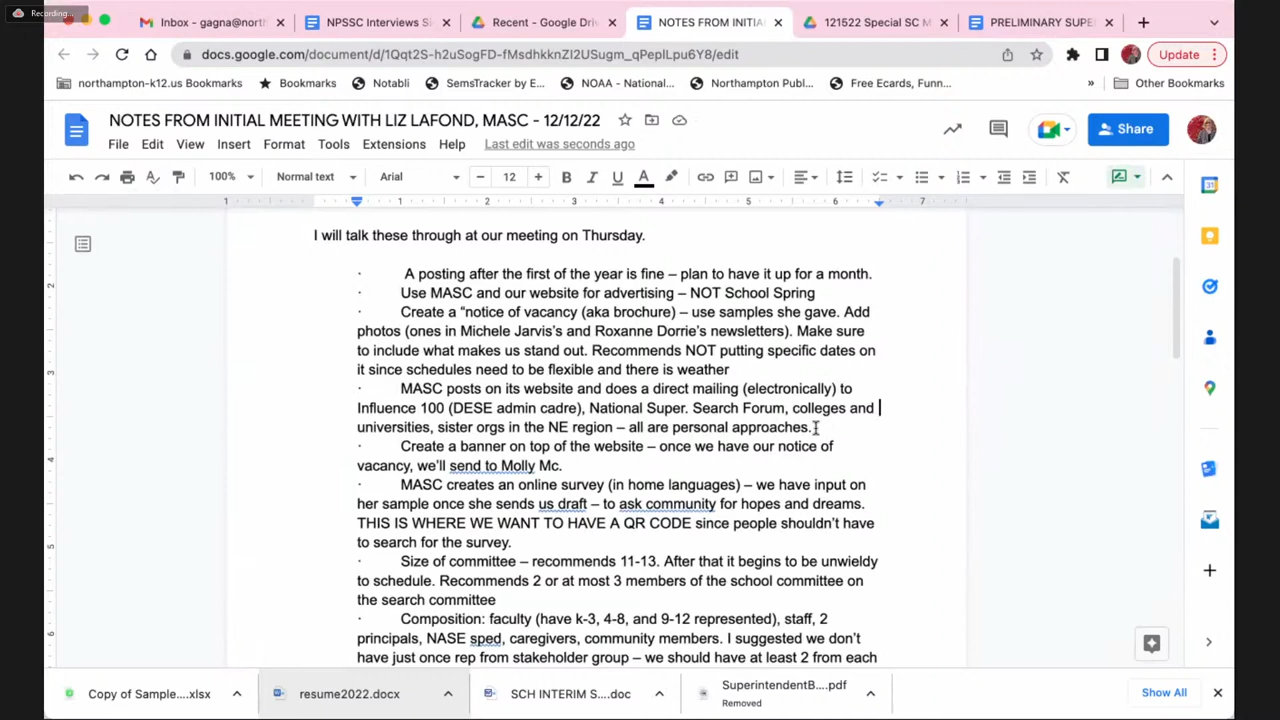 Recording...
Inbox - gagna@north
NPSSC Interviews S
Recent - Google Driv
NOTES FROM INITIA
121522 Special SC M
PRELIMINARY SUPE
docs.google.com/document/d/1Qqt2S-h2uSogFD-fMsdhkknZI2USugm_qPeplLpu6Y8/edit
Update
northampton-k12.us Bookmarks
Bookmarks
Notabli
SemsTracker by E...
NOAA - National...
Northampton Publ...
Free Ecards, Funn...
»
Other Bookmarks
NOTES FROM INITIAL MEETING WITH LIZ LAFOND, MASC - 12/12/22
File Edit View Insert Format Tools Extensions Help Last edit was seconds ago
Share
100% Normal text Arial 12
1 1 2 3 4 5 6 7
I will talk these through at our meeting on Thursday.
· A posting after the first of the year is fine – plan to have it up for a month.
· Use MASC and our website for advertising – NOT School Spring
· Create a “notice of vacancy (aka brochure) – use samples she gave. Add
photos (ones in Michele Jarvis’s and Roxanne Dorrie’s newsletters). Make sure
to include what makes us stand out. Recommends NOT putting specific dates on
it since schedules need to be flexible and there is weather
· MASC posts on its website and does a direct mailing (electronically) to
Influence 100 (DESE admin cadre), National Super. Search Forum, colleges and
universities, sister orgs in the NE region – all are personal approaches.
· Create a banner on top of the website – once we have our notice of
vacancy, we’ll send to Molly Mc.
· MASC creates an online survey (in home languages) – we have input on
her sample once she sends us draft – to ask community for hopes and dreams.
THIS IS WHERE WE WANT TO HAVE A QR CODE since people shouldn’t have
to search for the survey.
· Size of committee – recommends 11-13. After that it begins to be unwieldy
to schedule. Recommends 2 or at most 3 members of the school committee on
the search committee
· Composition: faculty (have k-3, 4-8, and 9-12 represented), staff, 2
principals, NASE sped, caregivers, community members. I suggested we don’t
have just once rep from stakeholder group – we should have at least 2 from each
2
3
4
5
6
Copy of Sample....xlsx
resume2022.docx
SCH INTERIM S....doc
SuperintendentB....pdf
Removed
Show All